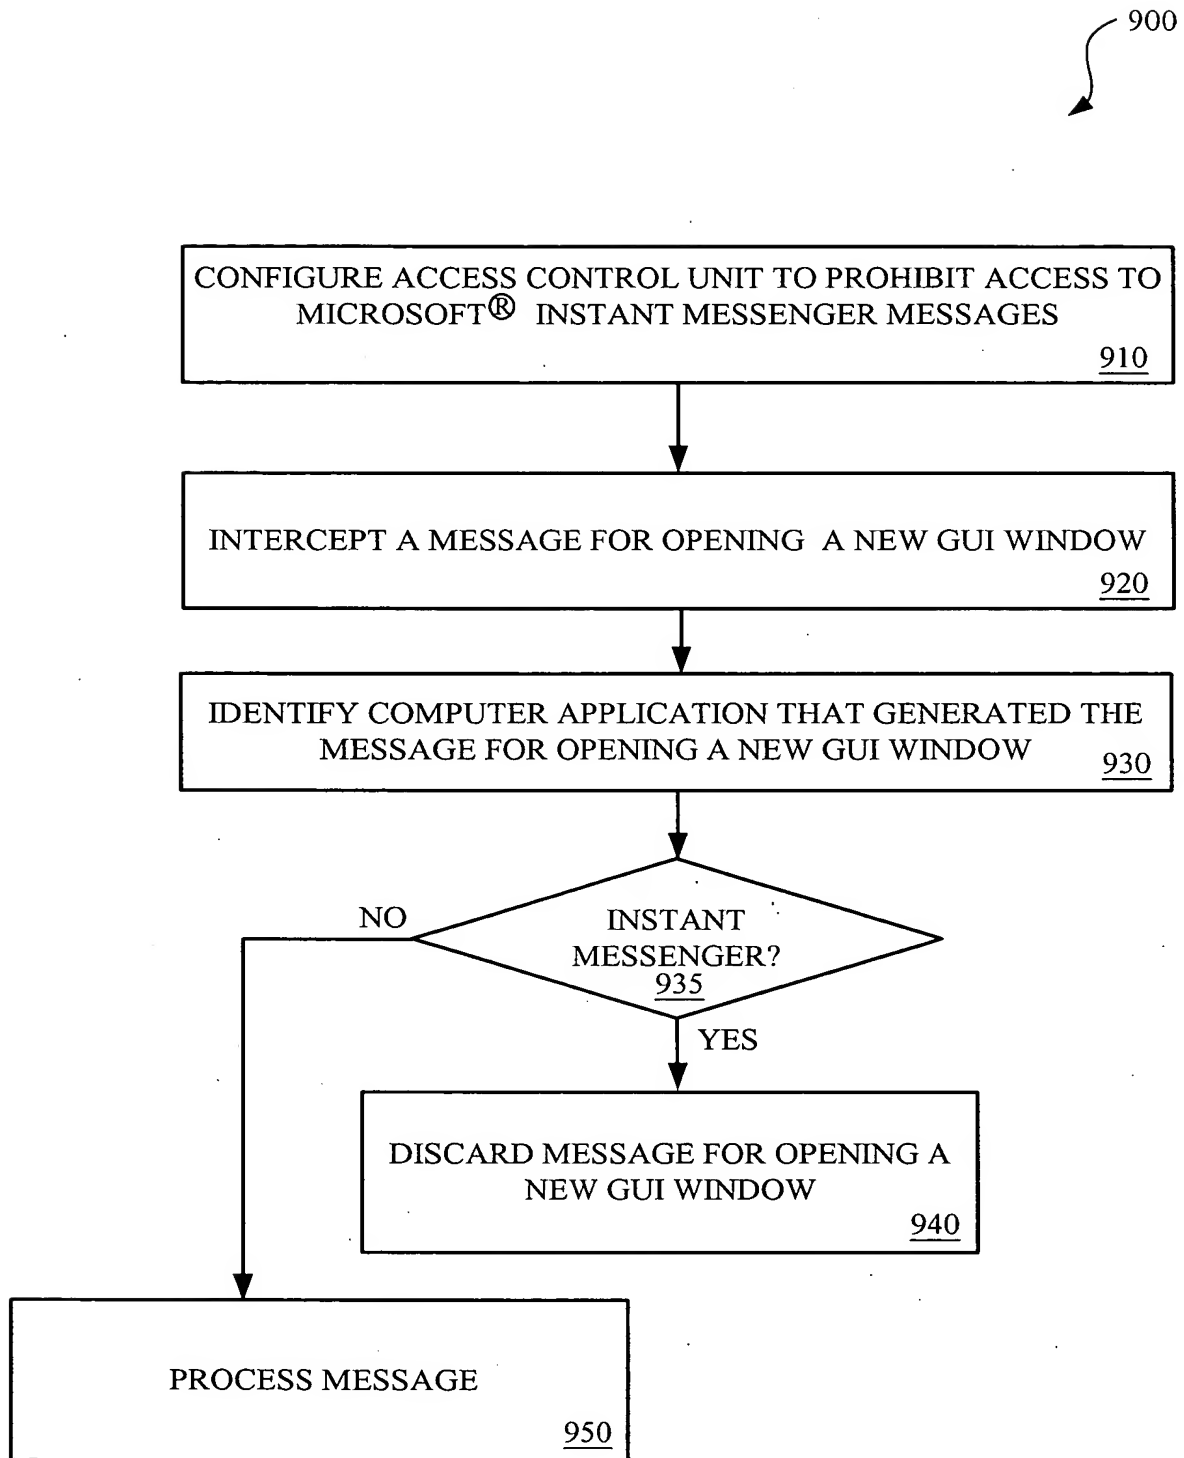 900
CONFIGURE ACCESS CONTROL UNIT TO PROHIBIT ACCESS TO
MICROSOFT® INSTANT MESSENGER MESSAGES
910
INTERCEPT A MESSAGE FOR OPENING A NEW GUI WINDOW
920
IDENTIFY COMPUTER APPLICATION THAT GENERATED THE
MESSAGE FOR OPENING A NEW GUI WINDOW
930
NO
INSTANT
MESSENGER?
935
YES
DISCARD MESSAGE FOR OPENING A
NEW GUI WINDOW
940
PROCESS MESSAGE
950